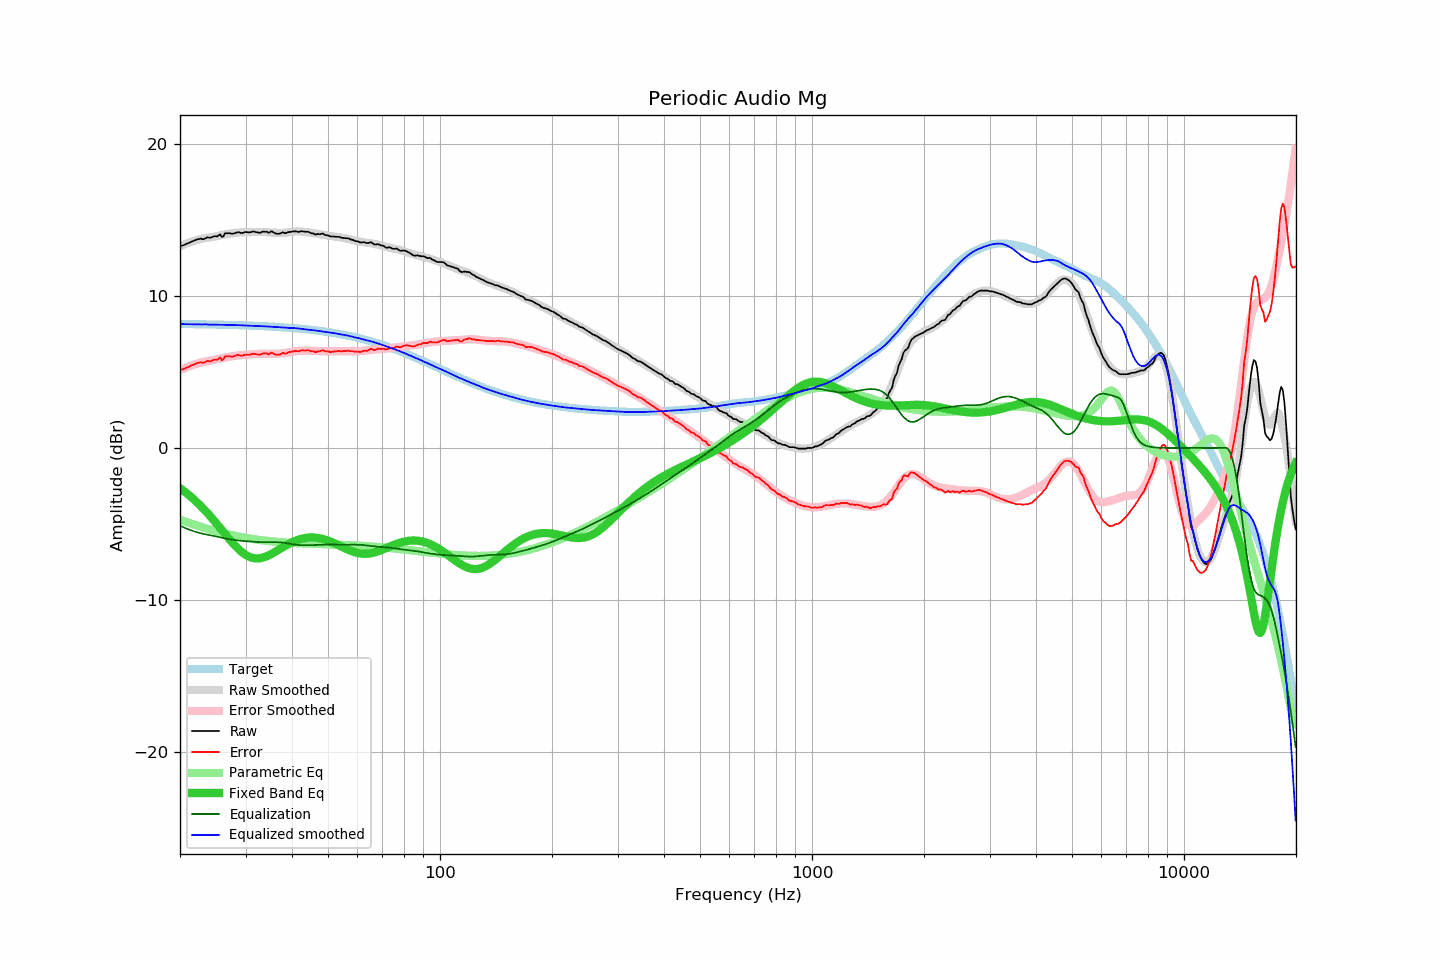 Periodic Audio Mg
20
10
0
−10
−20
Amplitude (dBr)
Target
Raw Smoothed
Error Smoothed
Raw
Error
Parametric Eq
Fixed Band Eq
Equalization
Equalized smoothed
100
1000
10000
Frequency (Hz)